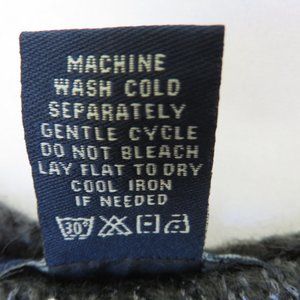 MACHINE
WASH COLD
SEPARATELY
GENTLE CYCLE
DO NOT BLEACH
LAY FLAT TO DRY
COOL IRON
IF NEEDED
30°